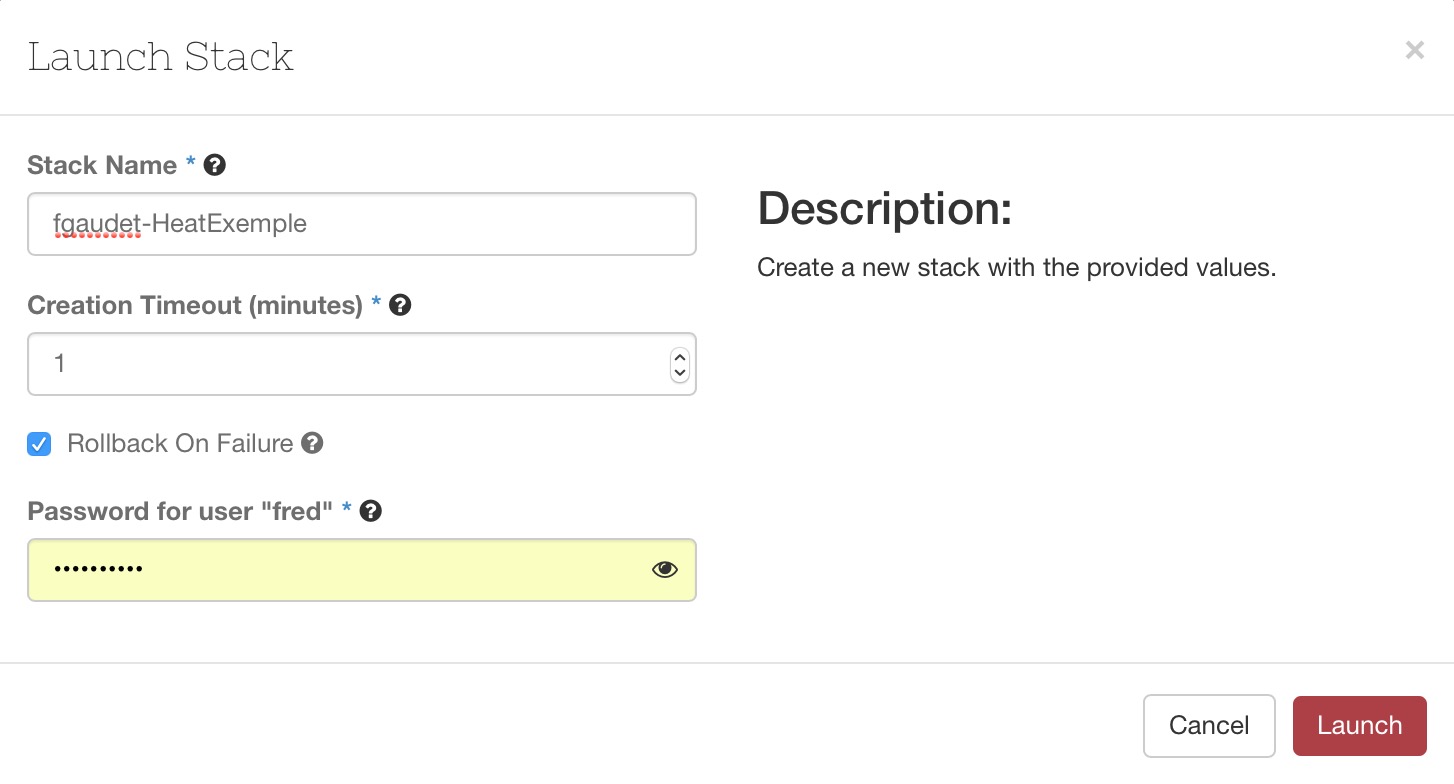 Launch Stack
×
Stack Name *
fgaudet-HeatExemple
Creation Timeout (minutes) *
1
Rollback On Failure
Password for user "fred" *
••••••••••
Description:
Create a new stack with the provided values.
Cancel
Launch